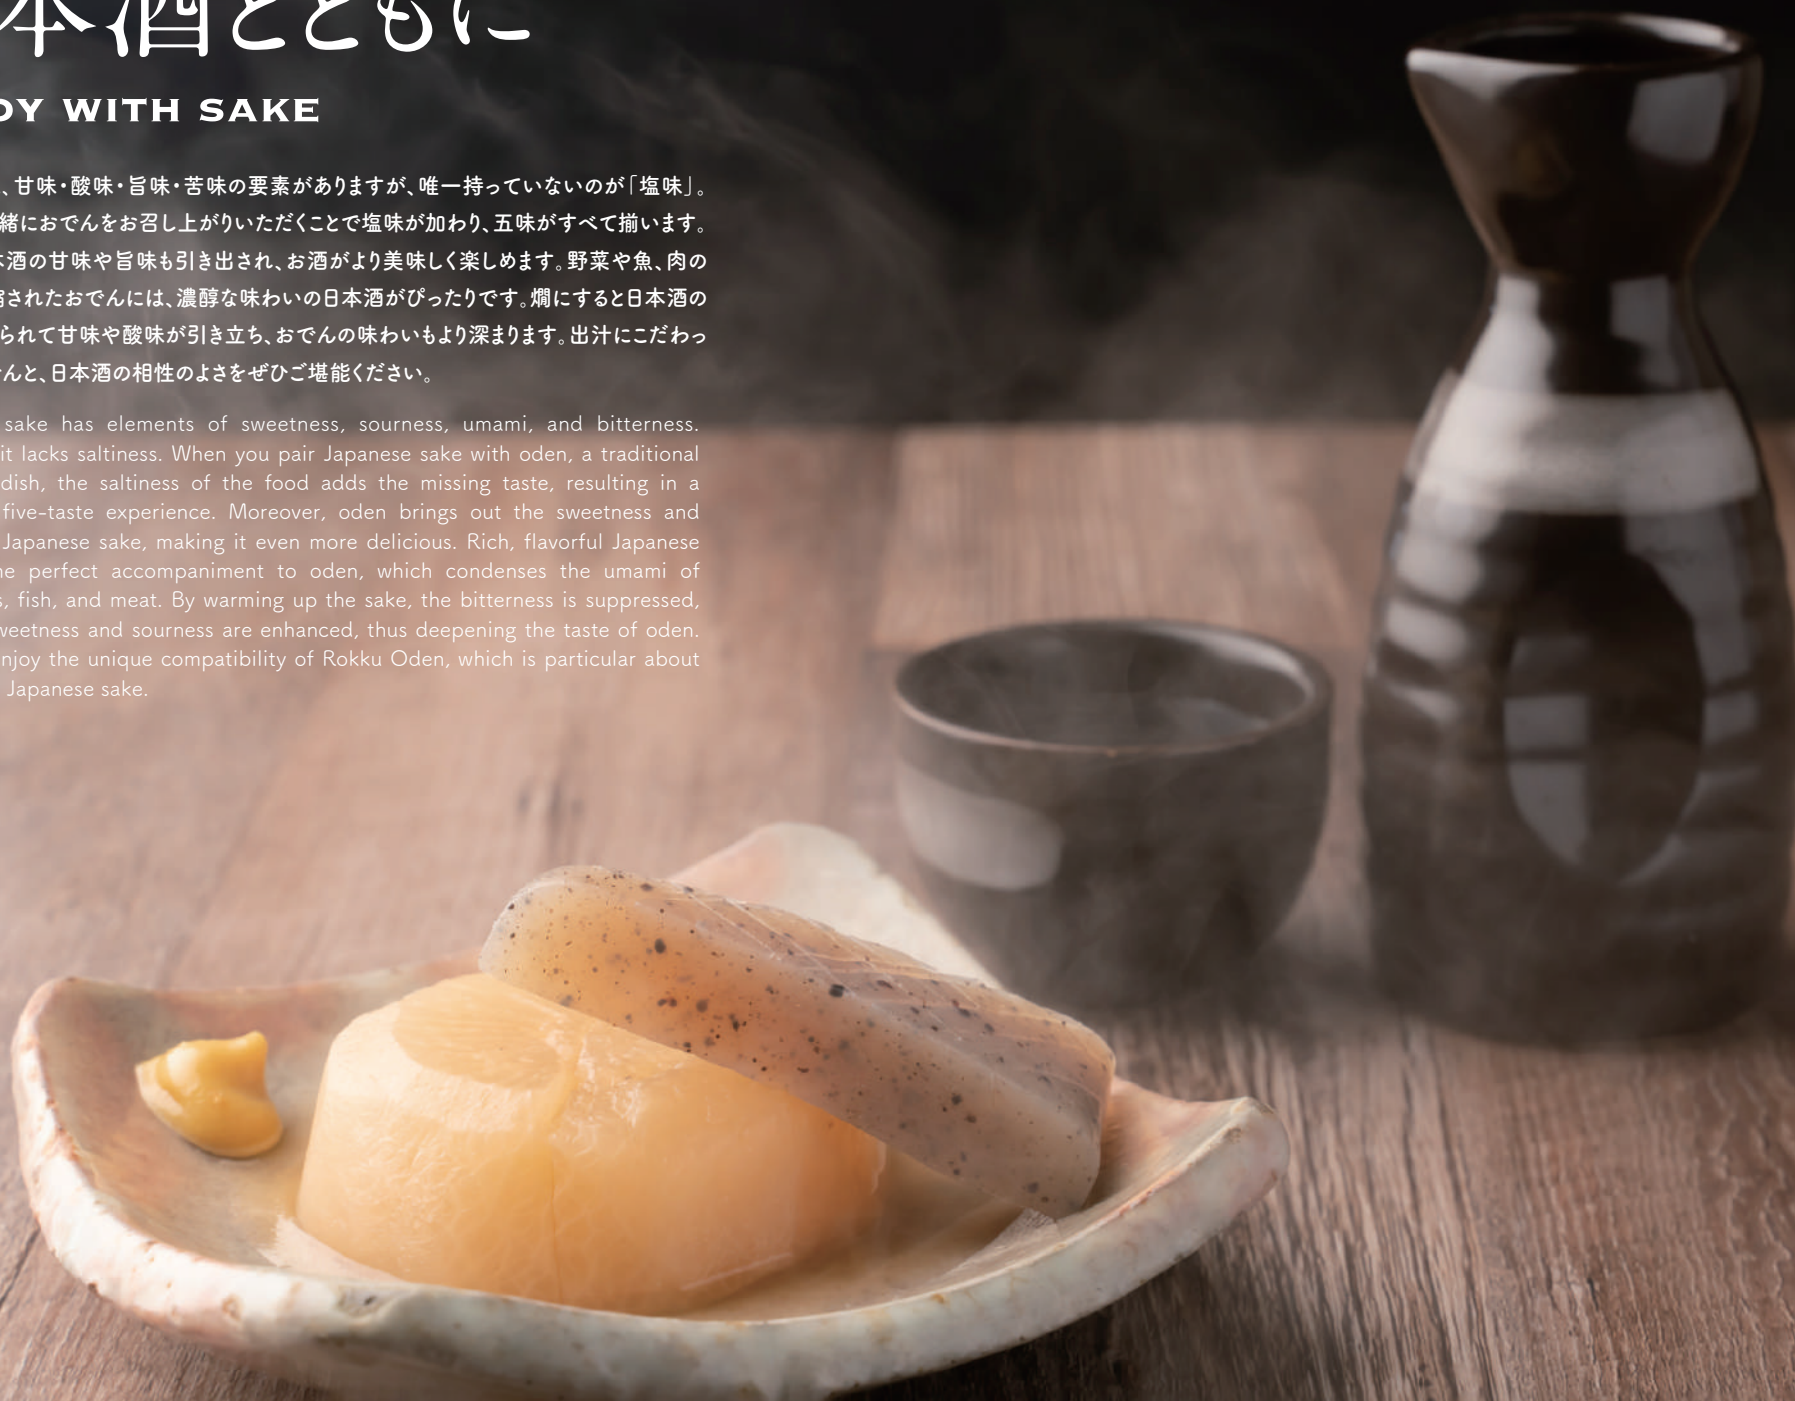 本酒とともに
DY WITH SAKE
、甘味・酸味・旨味・苦味の要素がありますが、唯一持っていないのが「塩味」。
緒におでんをお召し上がりいただくことで塩味が加わり、五味がすべて揃います。
酒の甘味や旨味も引き出され、お酒がより美味しく楽しめます。野菜や魚、肉の
されたおでんには、濃醇な味わいの日本酒がぴったりです。燗にすると日本酒の
られて甘味や酸味が引き立ち、おでんの味わいもより深まります。出汁にこだわっ
んと、日本酒の相性のよさをぜひご堪能ください。
sake has elements of sweetness, sourness, umami, and bitterness.
it lacks saltiness. When you pair Japanese sake with oden, a traditional
dish, the saltiness of the food adds the missing taste, resulting in a
five-taste experience. Moreover, oden brings out the sweetness and
Japanese sake, making it even more delicious. Rich, flavorful Japanese
perfect accompaniment to oden, which condenses the umami of
, fish, and meat. By warming up the sake, the bitterness is suppressed,
weetness and sourness are enhanced, thus deepening the taste of oden.
njoy the unique compatibility of Rokku Oden, which is particular about
Japanese sake.